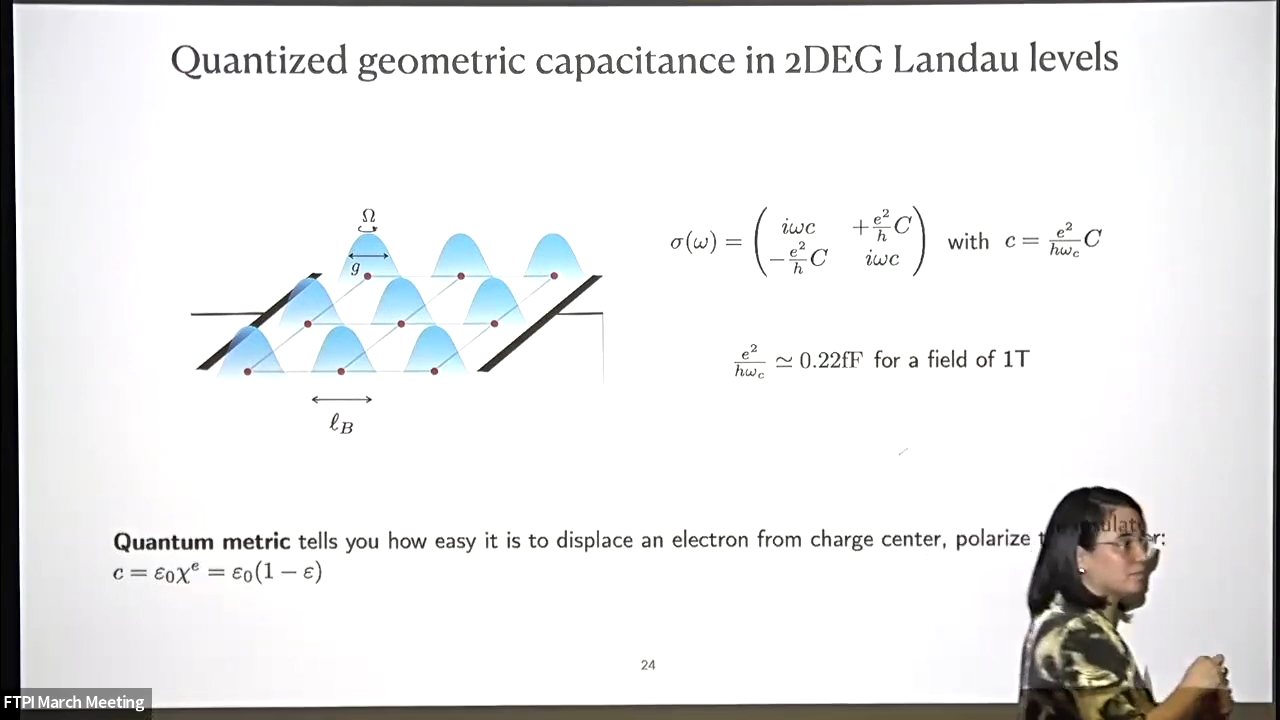 Quantized geometric capacitance in 2DEG Landau levels
Ω
g
ℓ_B
σ(ω) = ( iωc +e²/h C ; −e²/h C iωc ) with c = e²/(hω_c) C
e²/(hω_c) ≃ 0.22fF for a field of 1T
Quantum metric tells you how easy it is to displace an electron from charge center, polarize
c = ε₀χᵉ = ε₀(1 − ε)
24
FTPI March Meeting